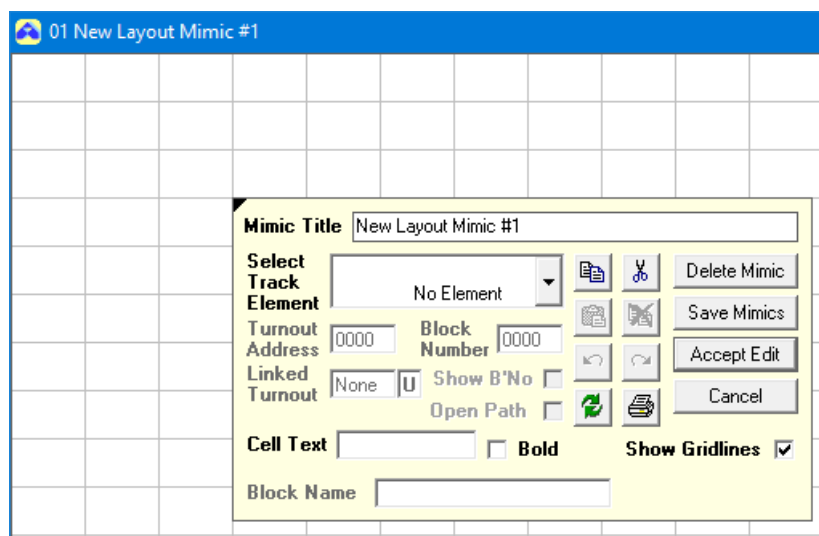 01 New Layout Mimic #1
Mimic Title New Layout Mimic #1
Select Track Element No Element
Delete Mimic
Turnout Address 0000 Block Number 0000
Save Mimics
Linked Turnout None U Show B'No
Accept Edit
Open Path
Cancel
Cell Text Bold Show Gridlines
Block Name